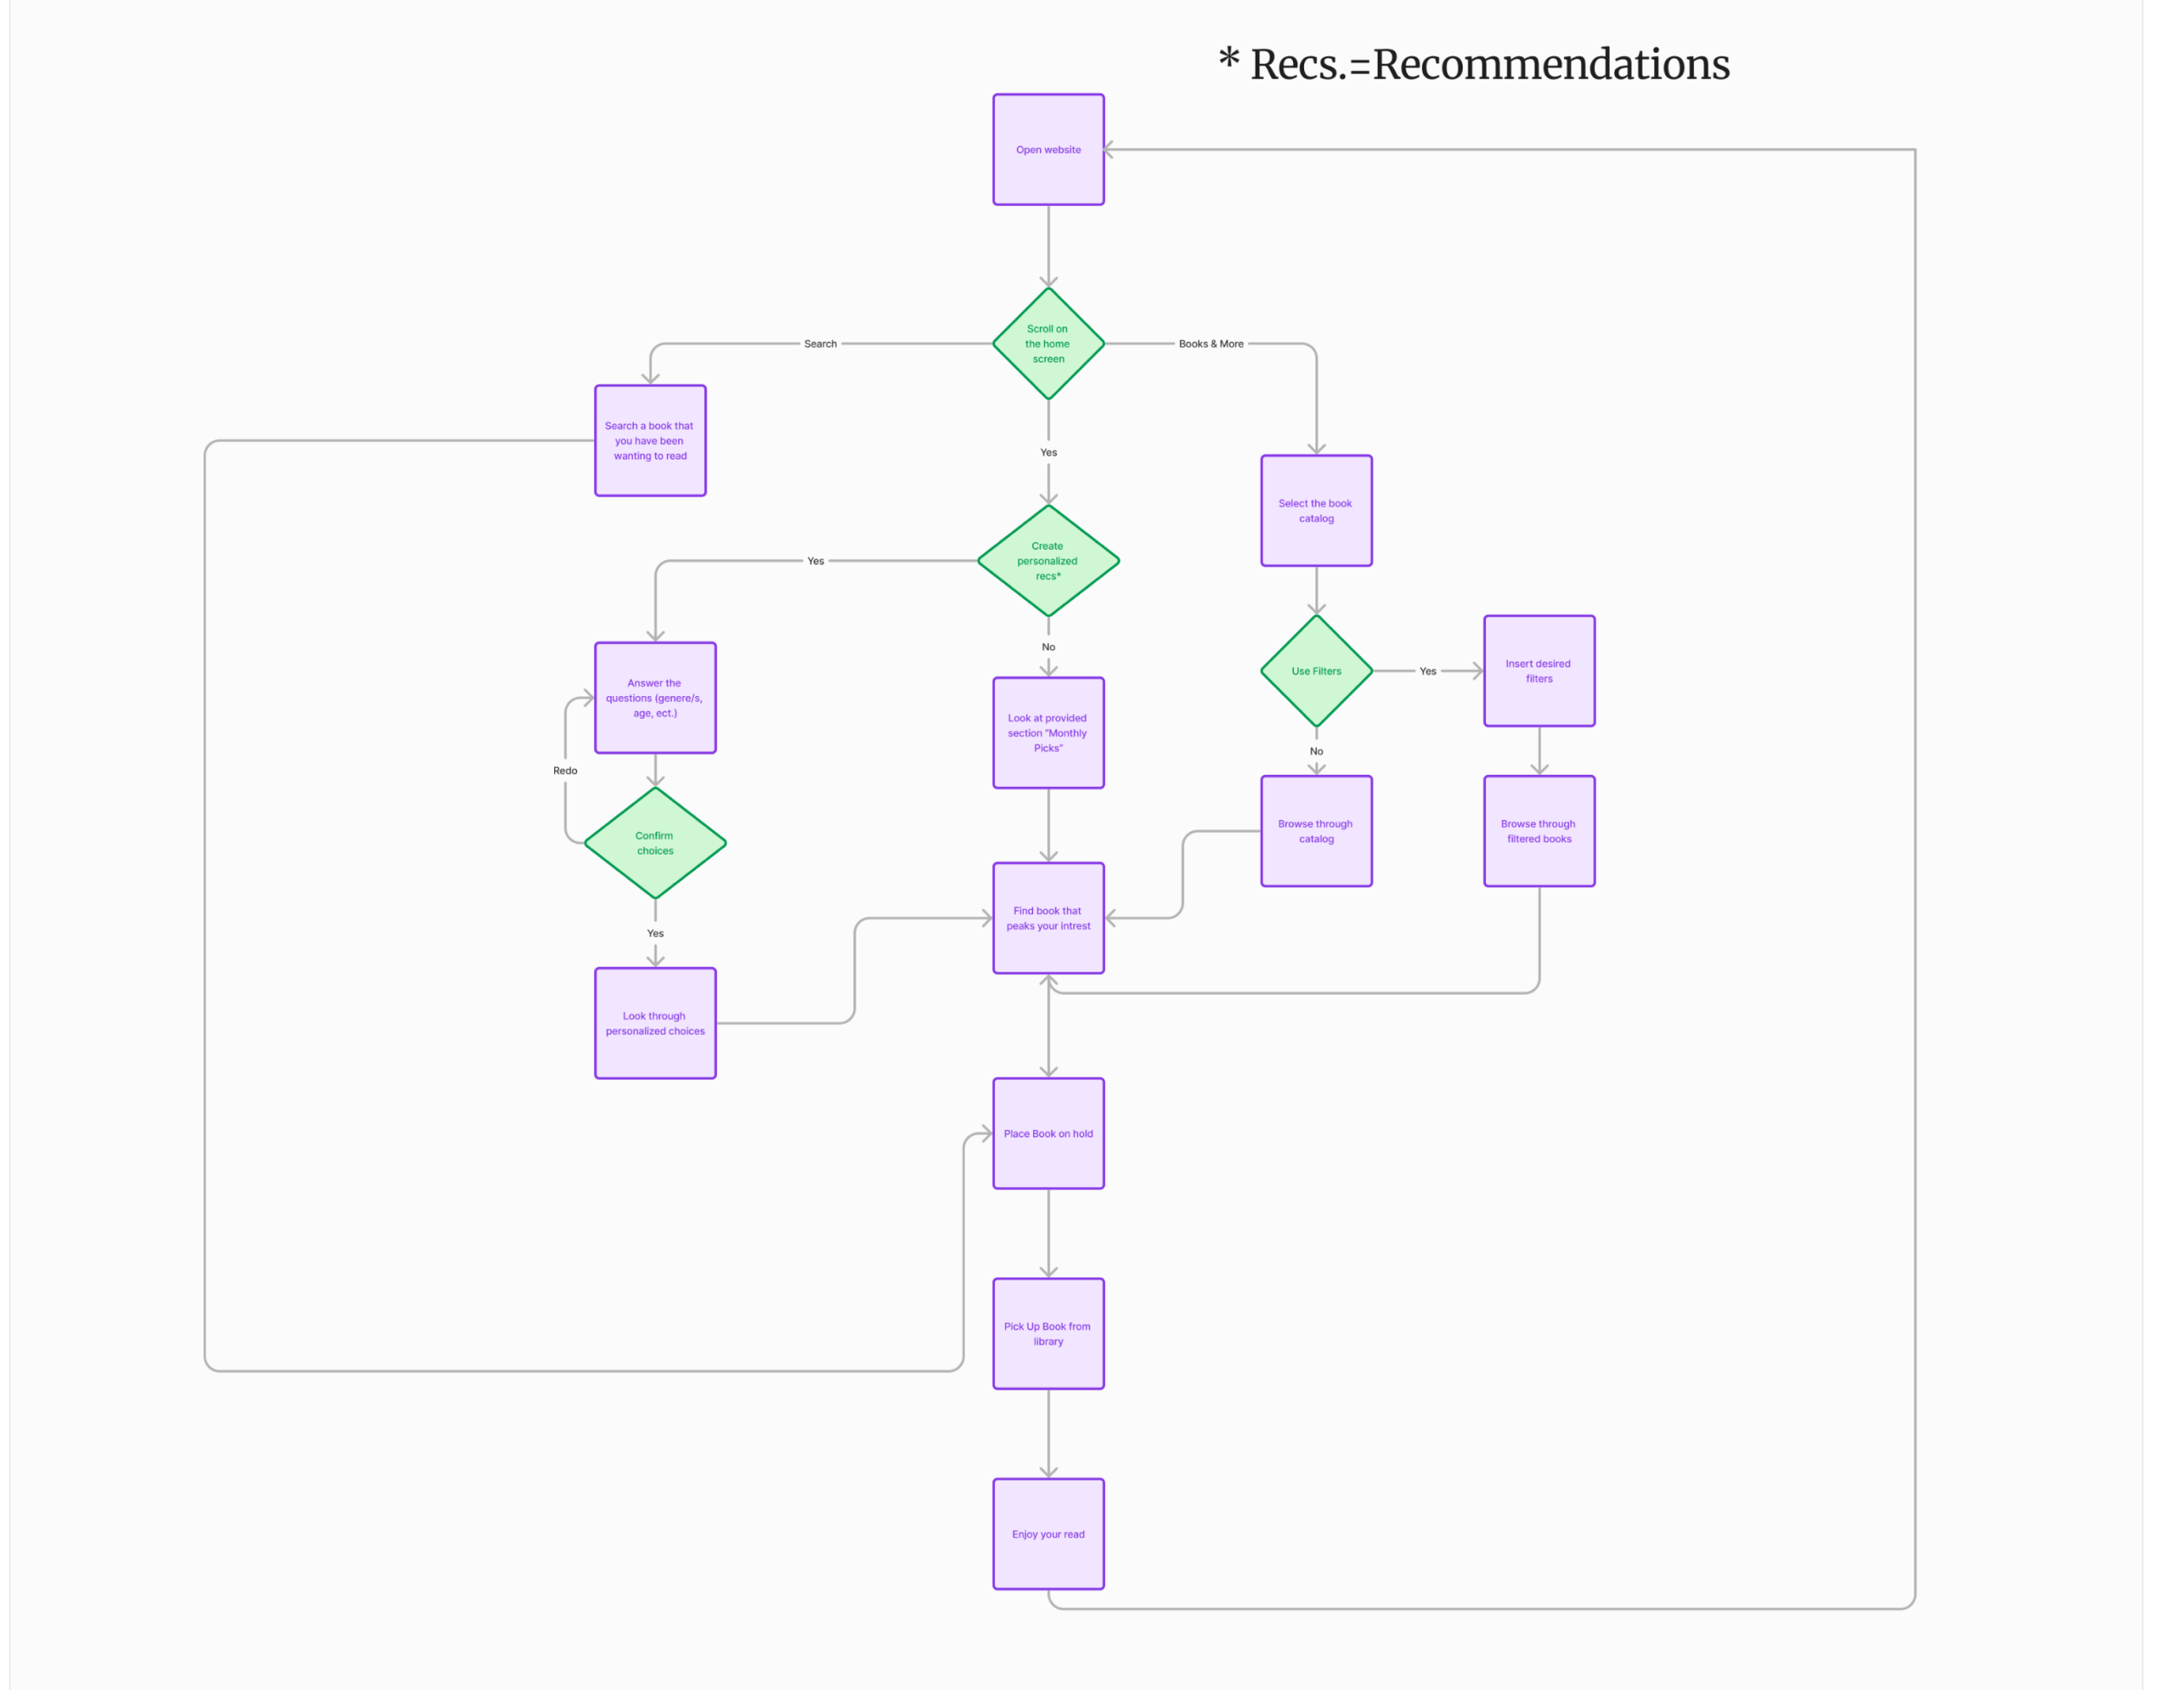 * Recs.=Recommendations
Open website
Scroll on
the home
screen
Search
Books & More
Yes
Search a book that
you have been
wanting to read
Select the book
catalog
Create
personalized
recs*
Yes
No
Answer the
questions (genere/s,
age, ect.)
Look at provided
section "Monthly
Picks"
Use Filters
Yes
Insert desired
filters
No
Redo
Confirm
choices
Browse through
catalog
Browse through
filtered books
Yes
Find book that
peaks your intrest
Look through
personalized choices
Place Book on hold
Pick Up Book from
library
Enjoy your read